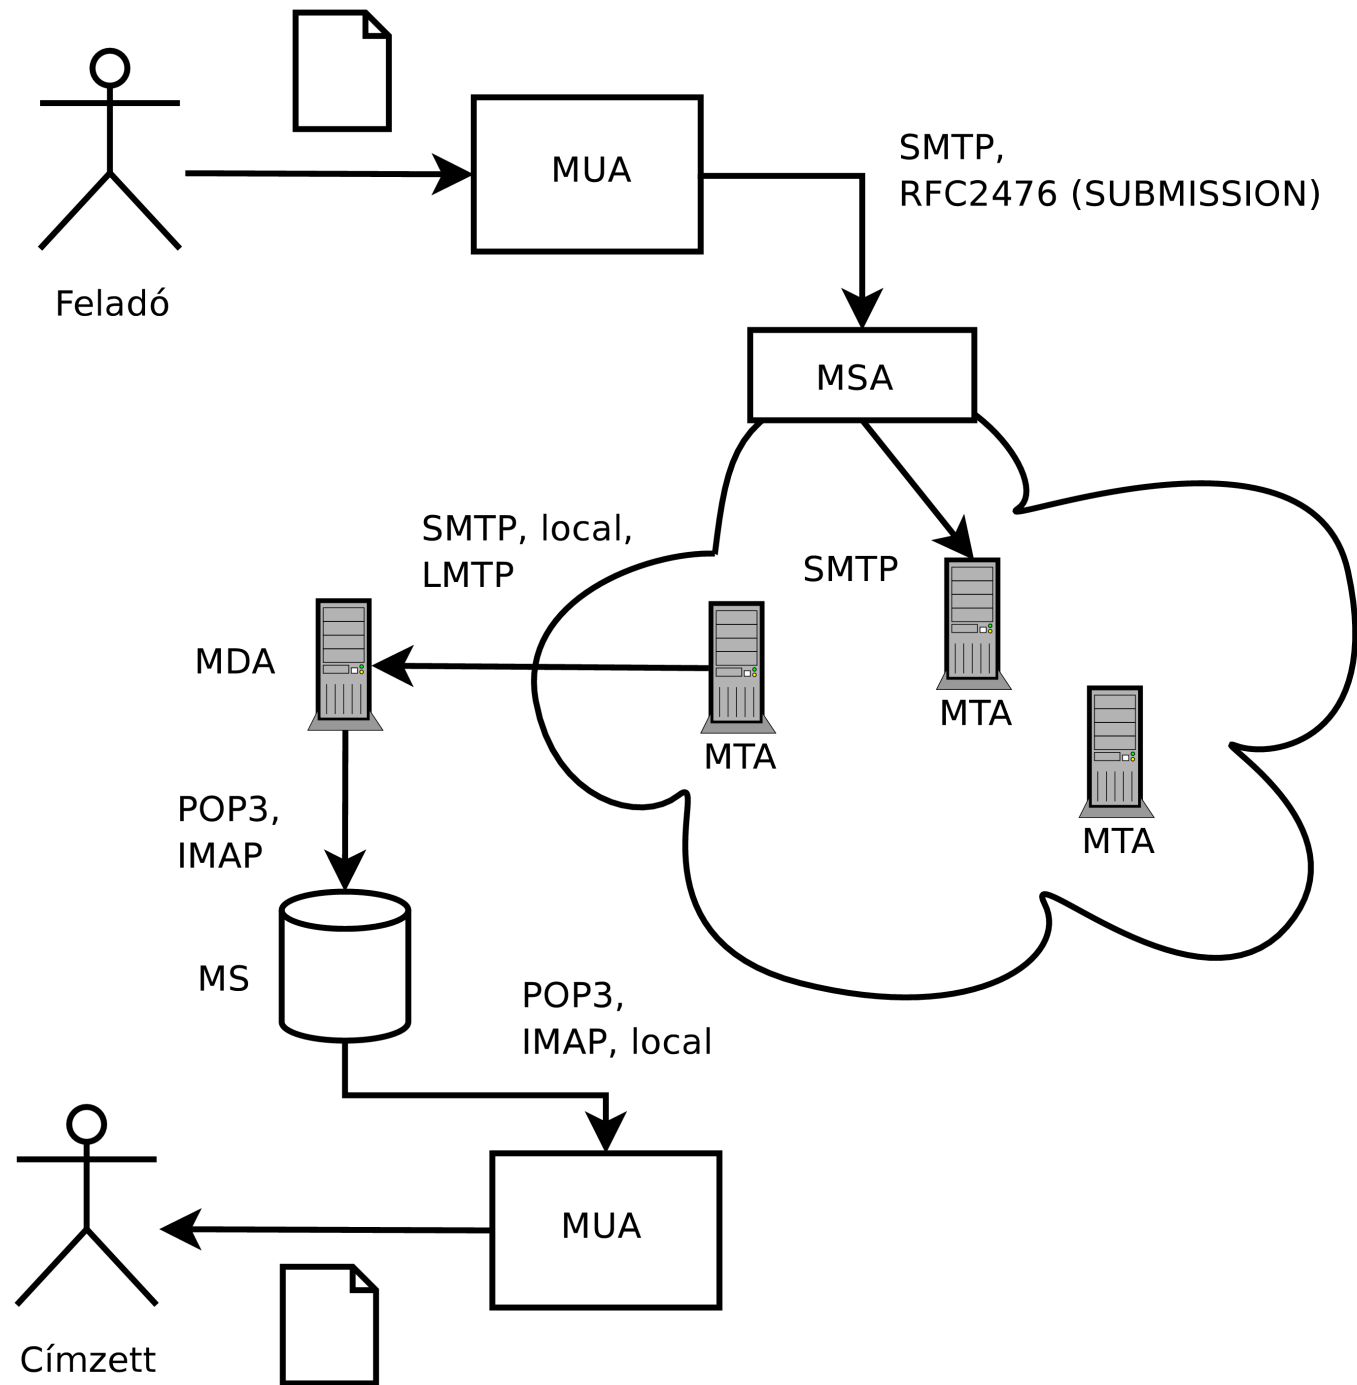 MUA
SMTP,
RFC2476 (SUBMISSION)
Feladó
MSA
SMTP, local,
LMTP
SMTP
MDA
MTA
MTA
MTA
POP3,
IMAP
MS
POP3,
IMAP, local
MUA
Címzett